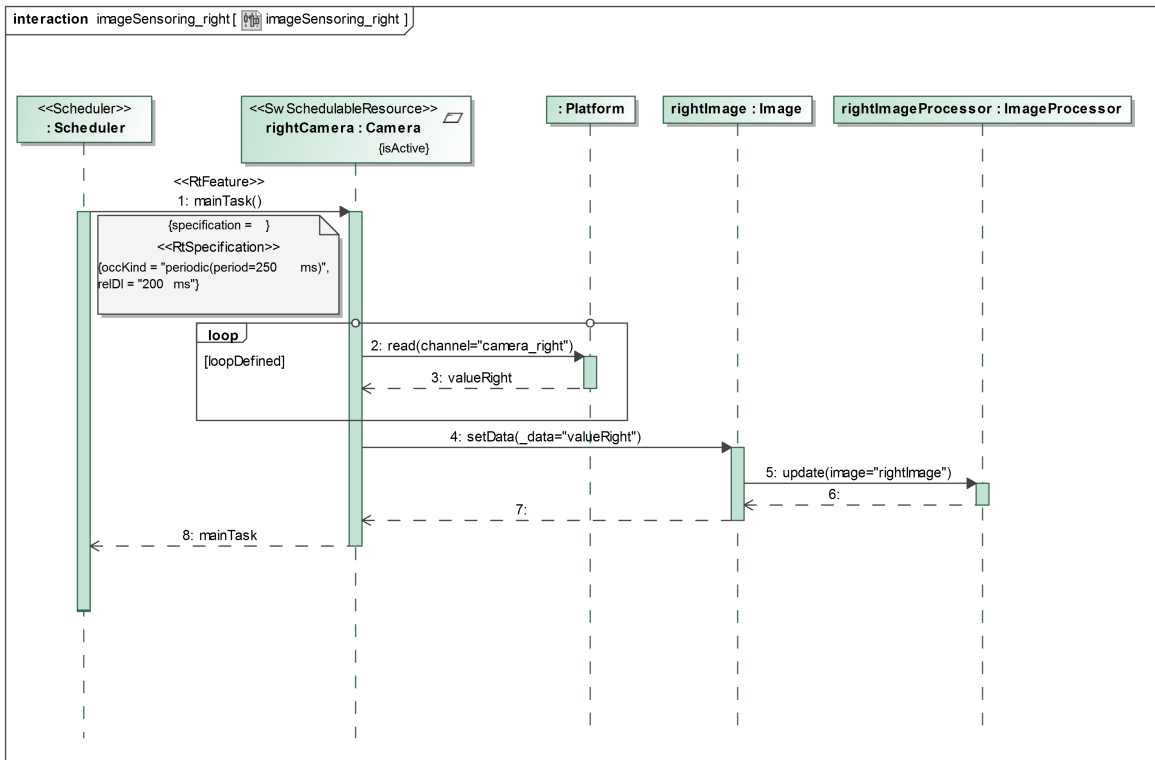 interaction imageSensoring_right [ imageSensoring_right ]
<<Scheduler>>
: Scheduler
<<SwSchedulableResource>>
rightCamera : Camera
{isActive}
: Platform
rightImage : Image
rightImageProcessor : ImageProcessor
<<RtFeature>>
1: mainTask()
{specification = }
<<RtSpecification>>
{occKind = "periodic(period=250 ms)",
relDl = "200 ms"}
loop
[loopDefined]
2: read(channel="camera_right")
3: valueRight
4: setData(_data="valueRight")
5: update(image="rightImage")
6:
7:
8: mainTask